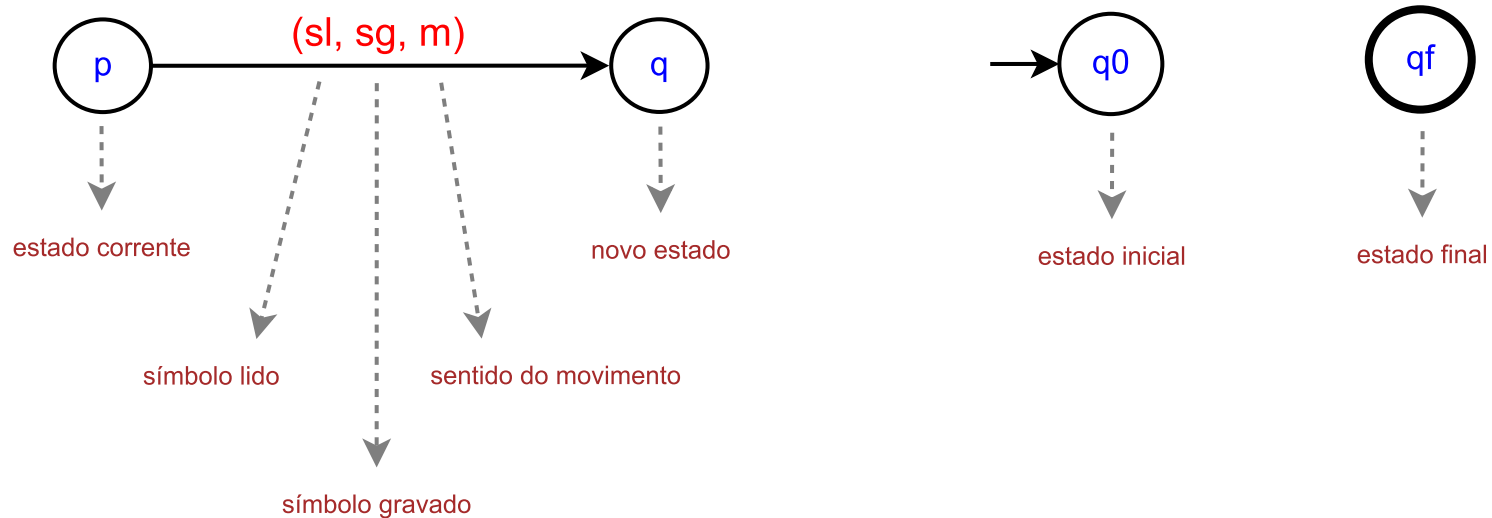 (sl, sg, m)
p
q
q0
qf
estado corrente
novo estado
estado inicial
estado final
símbolo lido
sentido do movimento
símbolo gravado